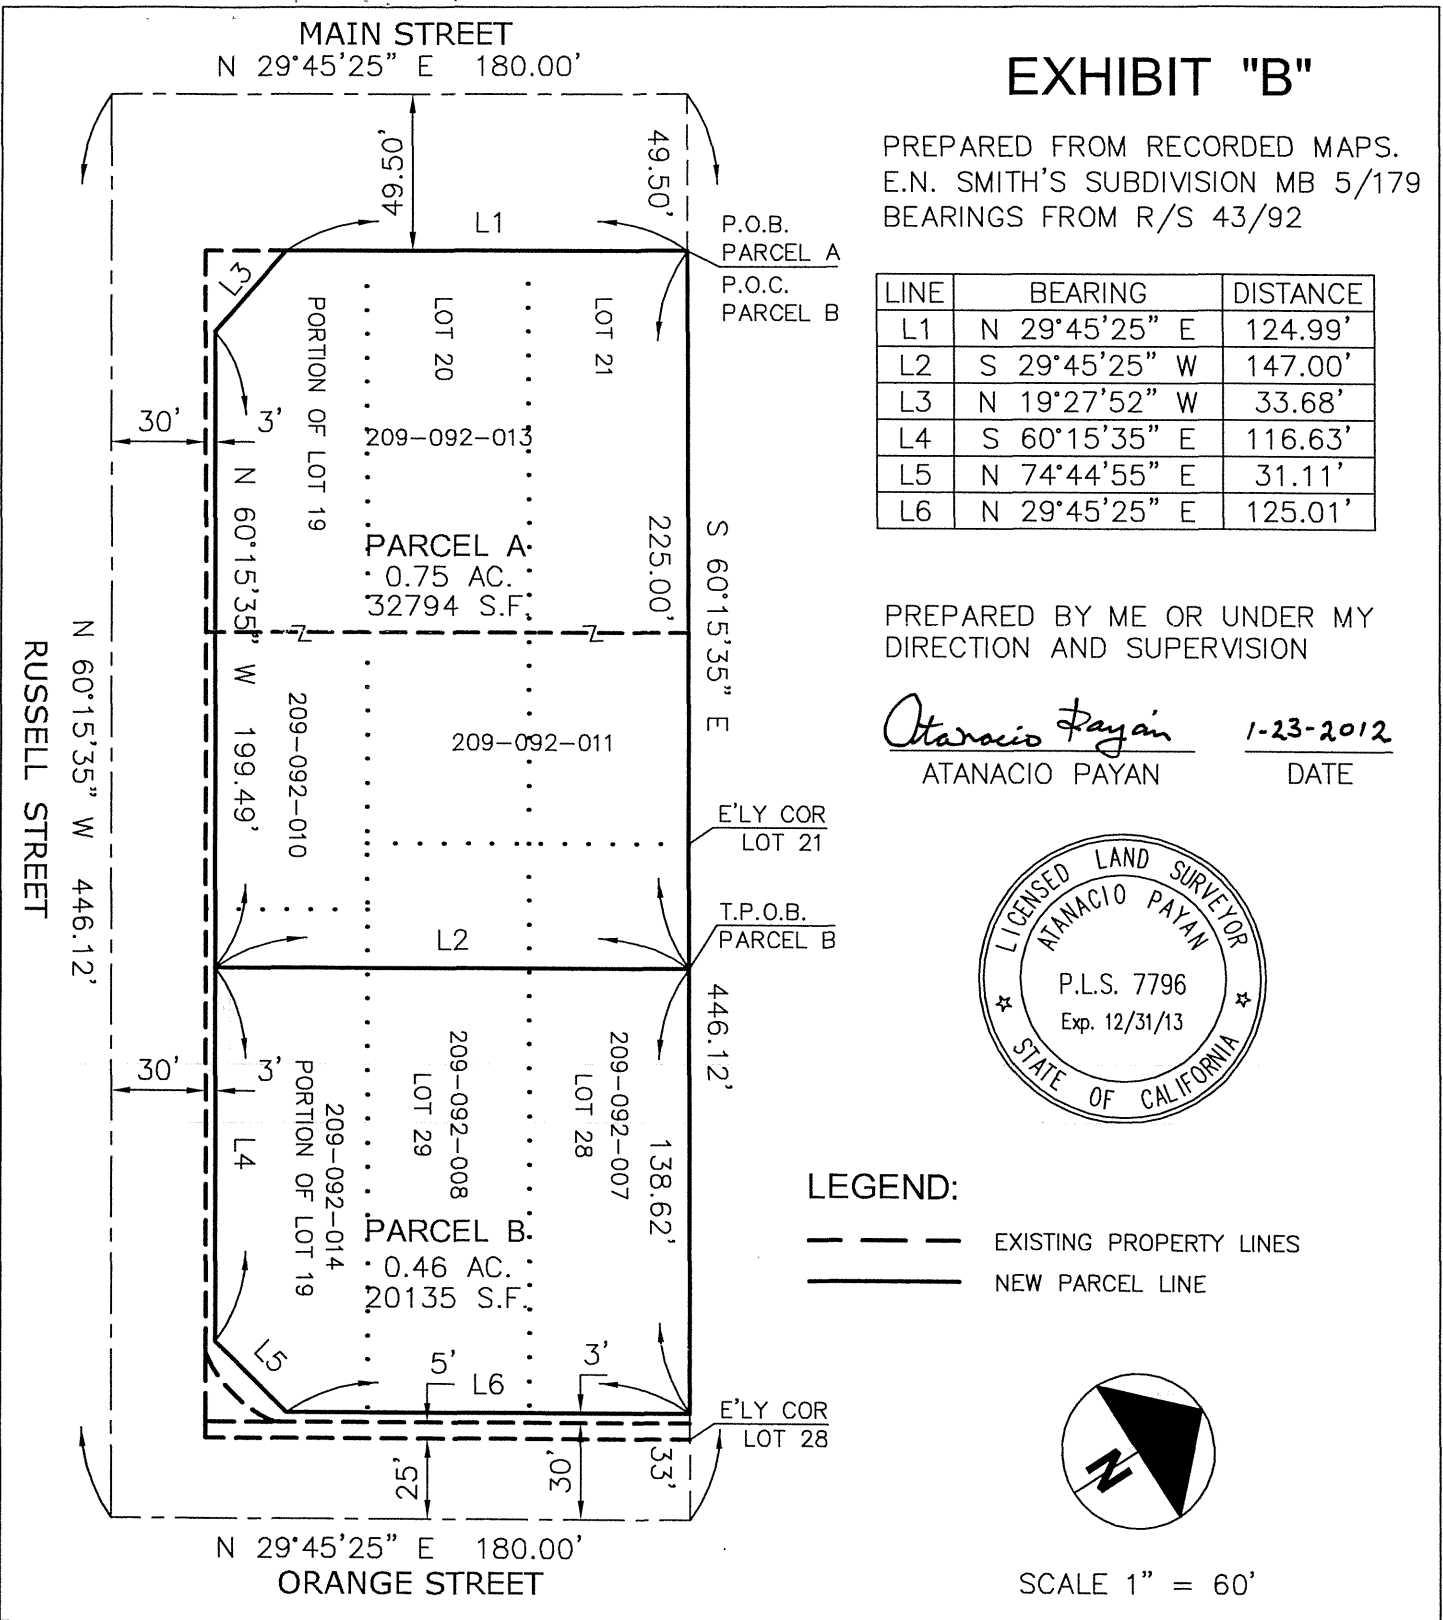 MAIN STREET
N 29°45'25" E 180.00'
EXHIBIT "B"
PREPARED FROM RECORDED MAPS.
E.N. SMITH'S SUBDIVISION MB 5/179
BEARINGS FROM R/S 43/92
49.50'
49.50'
L1
P.O.B.
PARCEL A
P.O.C.
PARCEL B
L3
LINE BEARING DISTANCE
L1 N 29°45'25" E 124.99'
L2 S 29°45'25" W 147.00'
L3 N 19°27'52" W 33.68'
L4 S 60°15'35" E 116.63'
L5 N 74°44'55" E 31.11'
L6 N 29°45'25" E 125.01'
PORTION OF LOT 19
LOT 20
LOT 21
30'
3'
209-092-013
N 60°15'35" W 199.49'
PARCEL A
0.75 AC.
32794 S.F.
225.00'
S 60°15'35" E
446.12'
Z
Z
PREPARED BY ME OR UNDER MY
DIRECTION AND SUPERVISION
RUSSELL STREET
N 60°15'35" W 446.12'
209-092-010
209-092-011
Atanacio Payán
1-23-2012
ATANACIO PAYAN
DATE
E'LY COR
LOT 21
T.P.O.B.
PARCEL B
L2
LICENSED LAND SURVEYOR
ATANACIO PAYAN
P.L.S. 7796
Exp. 12/31/13
STATE OF CALIFORNIA
30'
3'
L4
209-092-014
PORTION OF LOT 19
209-092-008
LOT 29
209-092-007
LOT 28
138.62'
PARCEL B
0.46 AC.
20135 S.F.
LEGEND:
EXISTING PROPERTY LINES
NEW PARCEL LINE
L5
5'
L6
3'
E'LY COR
LOT 28
25'
30'
33'
N
N 29°45'25" E 180.00'
ORANGE STREET
SCALE 1" = 60'